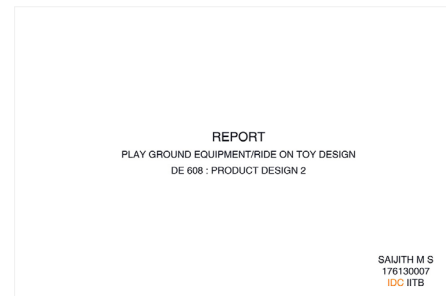 REPORT
PLAY GROUND EQUIPMENT/RIDE ON TOY DESIGN
DE 608 : PRODUCT DESIGN 2
SAIJITH M S
176130007
IDC IITB